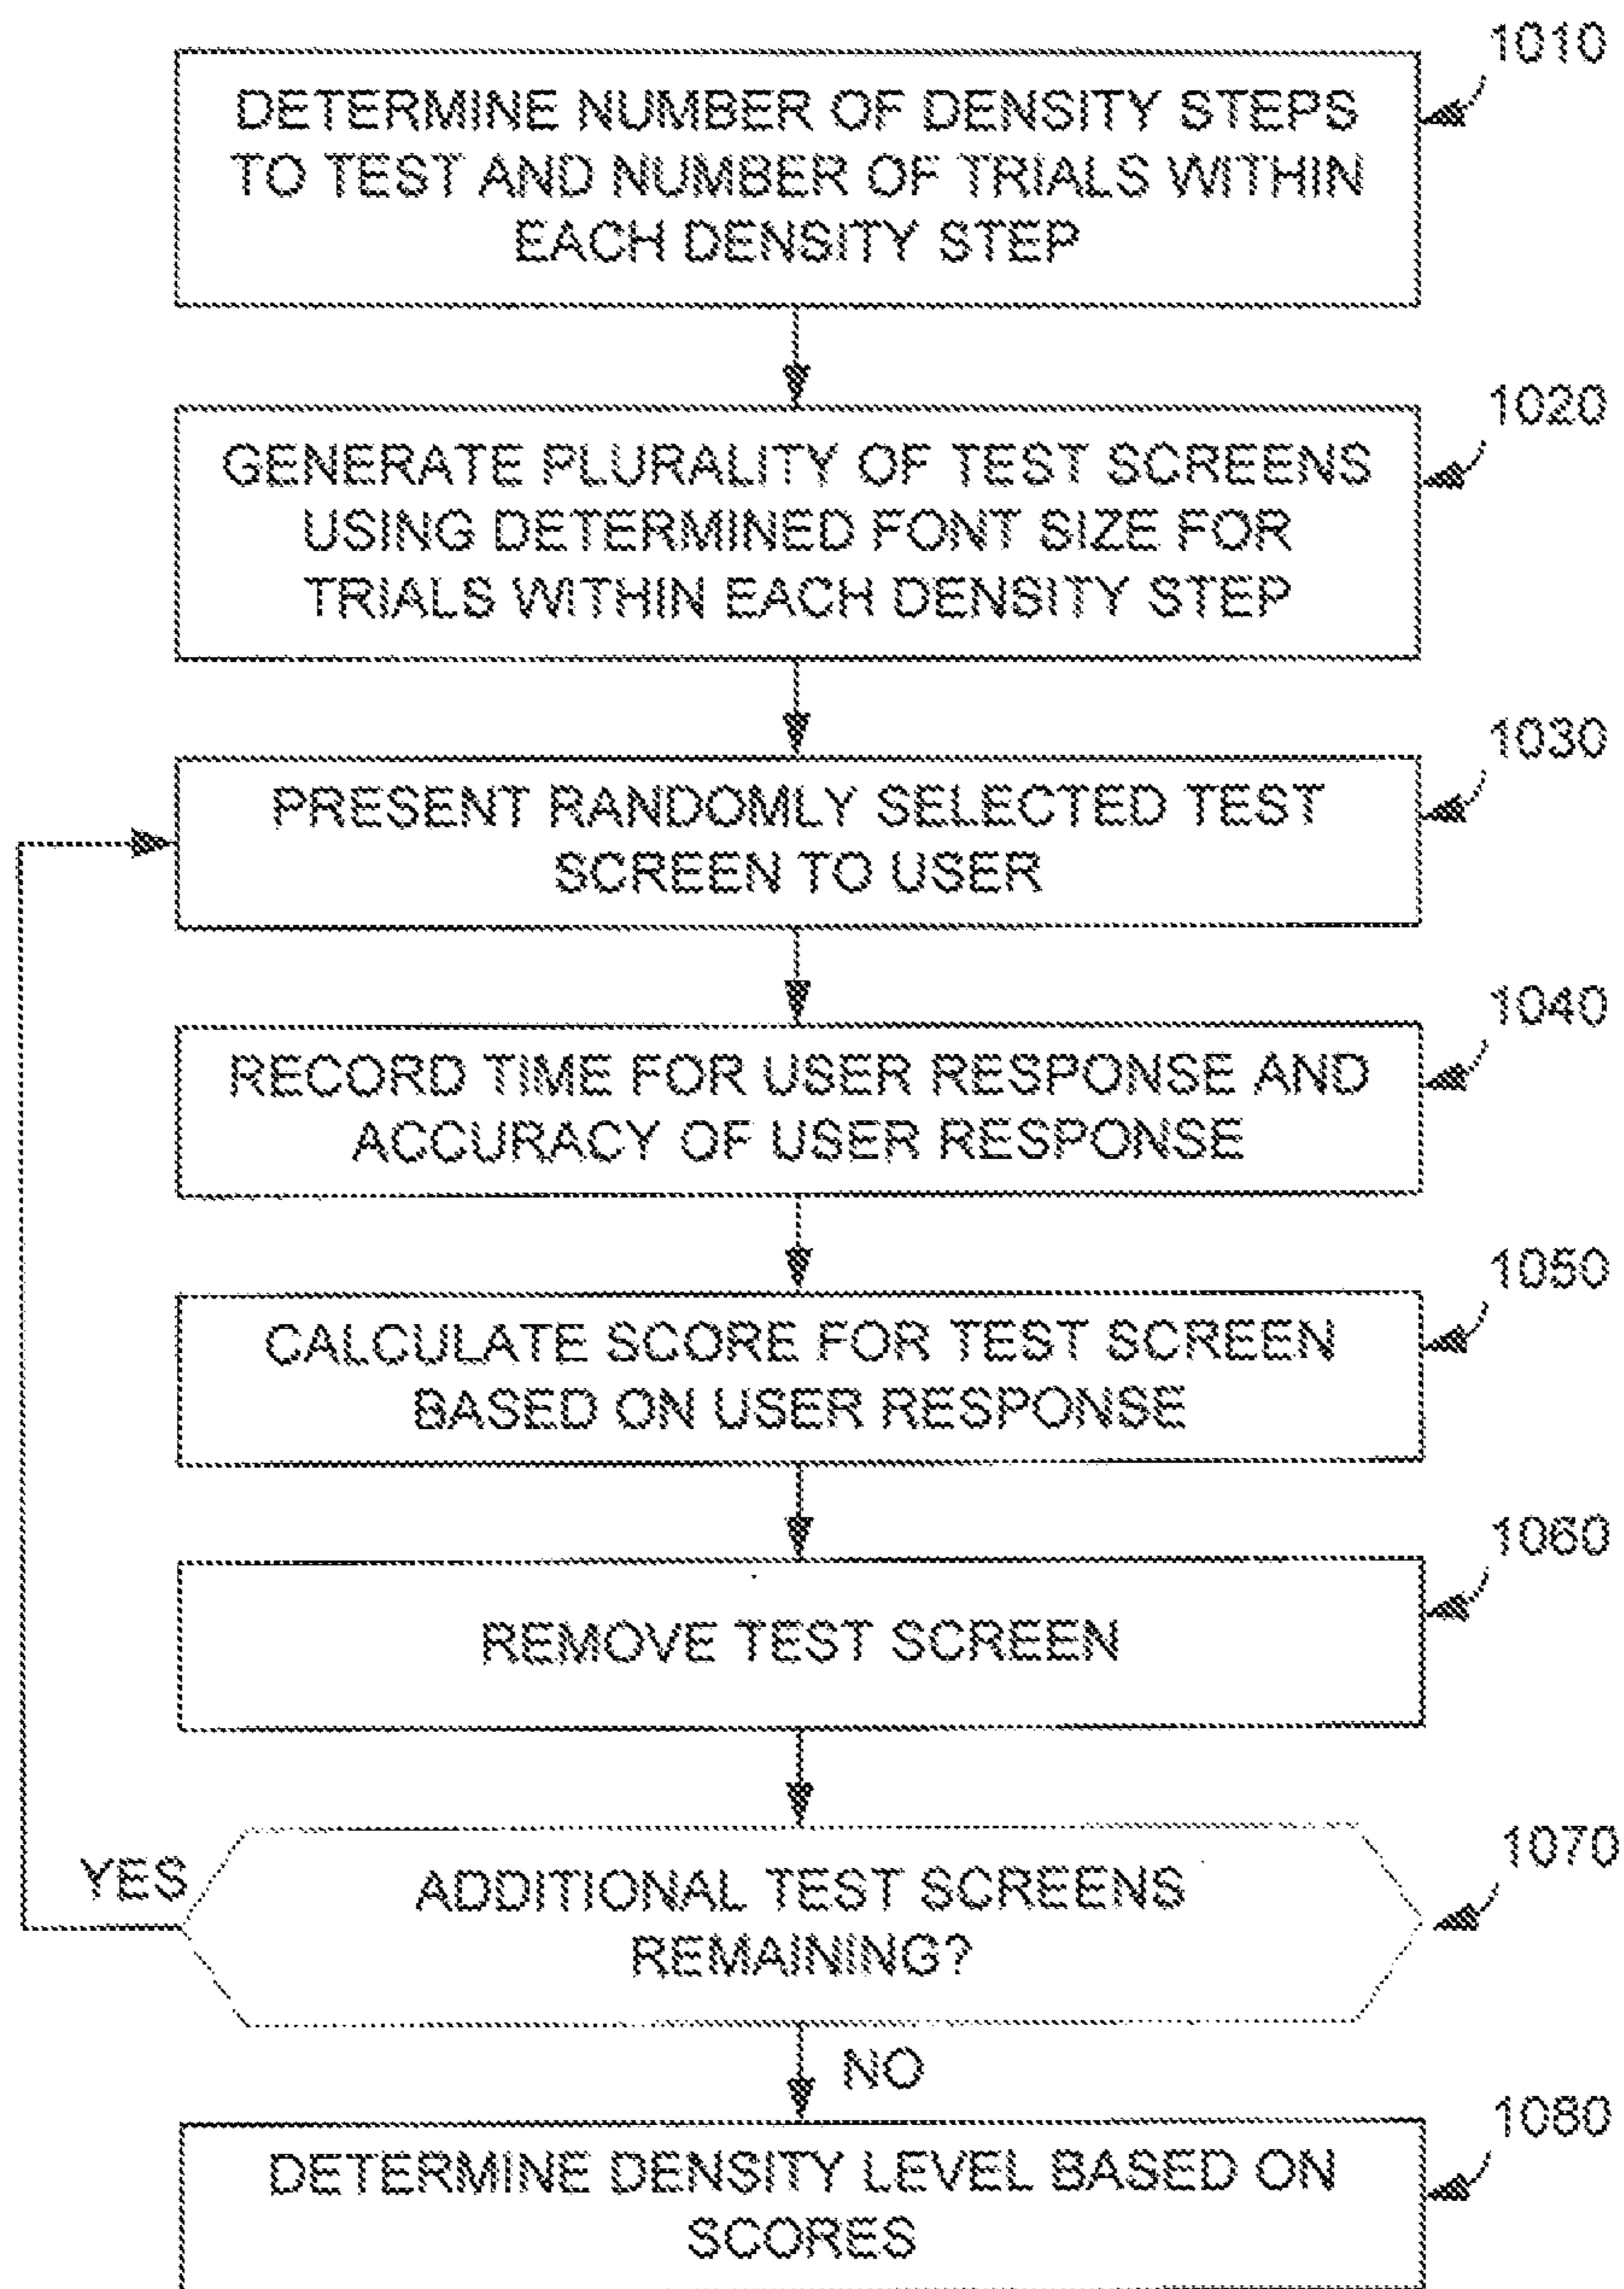 1010
DETERMINE NUMBER OF DENSITY STEPS
TO TEST AND NUMBER OF TRIALS WITHIN
EACH DENSITY STEP
1020
GENERATE PLURALITY OF TEST SCREENS
USING DETERMINED FONT SIZE FOR
TRIALS WITHIN EACH DENSITY STEP
1030
PRESENT RANDOMLY SELECTED TEST
SCREEN TO USER
1040
RECORD TIME FOR USER RESPONSE AND
ACCURACY OF USER RESPONSE
1050
CALCULATE SCORE FOR TEST SCREEN
BASED ON USER RESPONSE
1060
REMOVE TEST SCREEN
1070
YES
ADDITIONAL TEST SCREENS
REMAINING?
NO
1080
DETERMINE DENSITY LEVEL BASED ON
SCORES